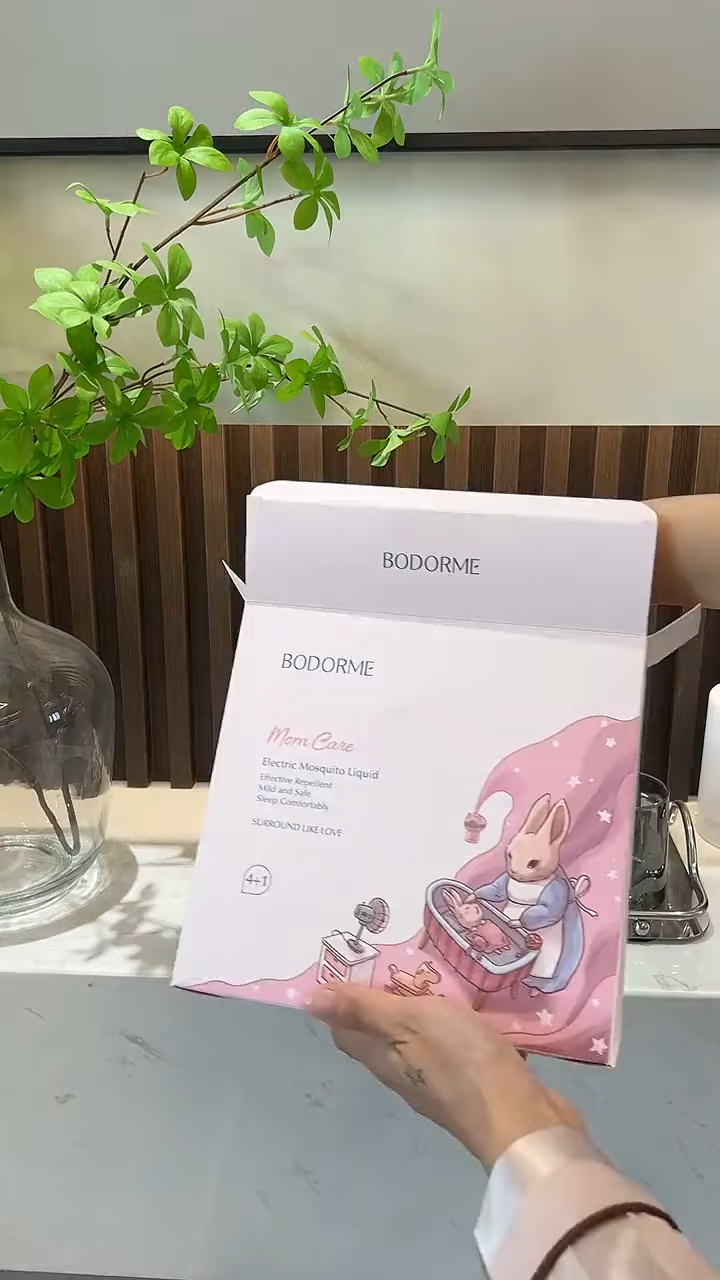 BODORME
BODORME
Mom Care
Electric Mosquito Liquid
Effective Repellent
Mild and Safe
Sleep Comfortably
SURROUND LIKE LOVE
4+1